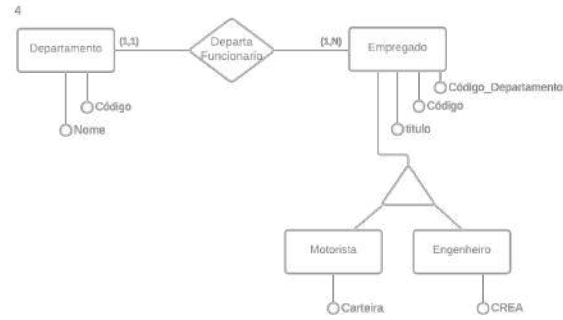 4
Departamento
(1,1)
Departa
Funcionario
(1,N)
Empregado
Código_Departamento
Código
Código
titulo
Nome
Motorista
Engenheiro
Carteira
CREA